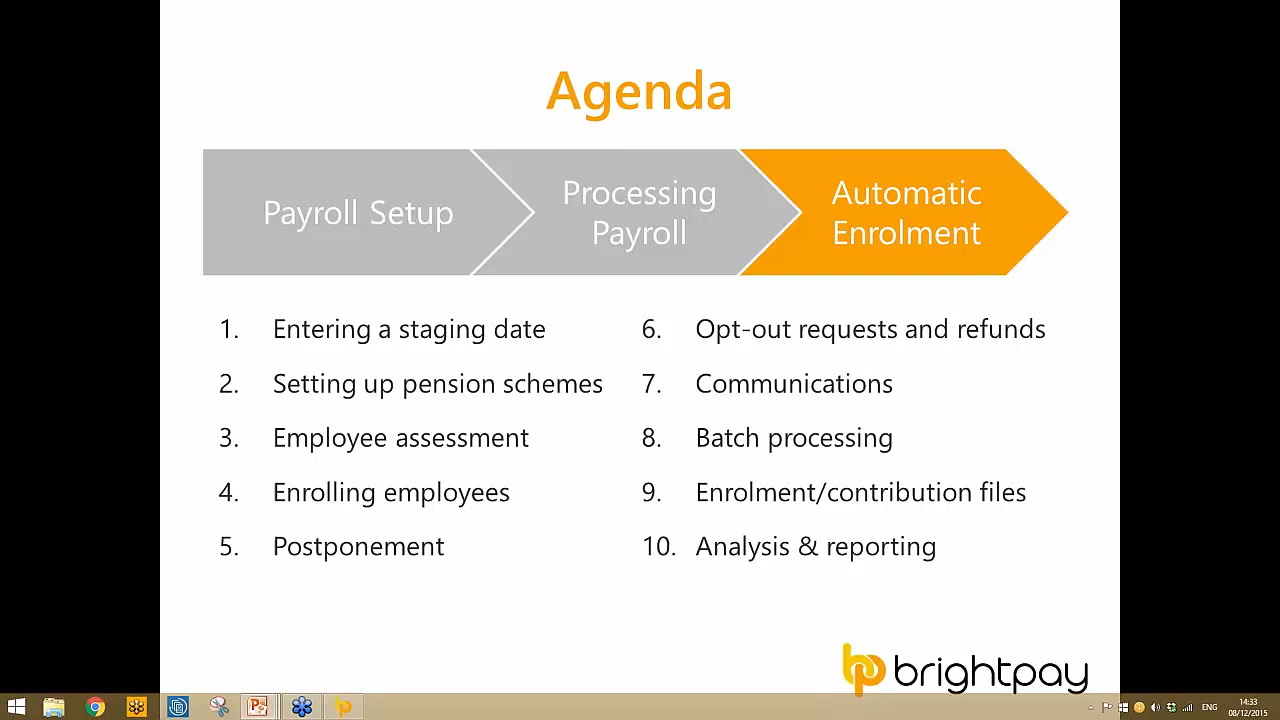 Agenda
Payroll Setup
Processing
Payroll
Automatic
Enrolment
1. Entering a staging date
2. Setting up pension schemes
3. Employee assessment
4. Enrolling employees
5. Postponement
6. Opt-out requests and refunds
7. Communications
8. Batch processing
9. Enrolment/contribution files
10. Analysis & reporting
brightpay
ENG
14:33
08/12/2015